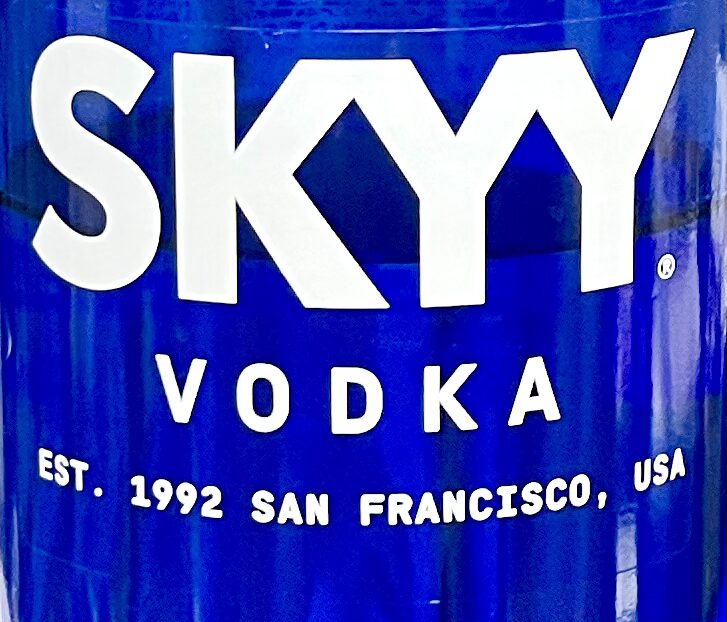 SKYY®
VODKA
EST. 1992 SAN FRANCISCO, USA